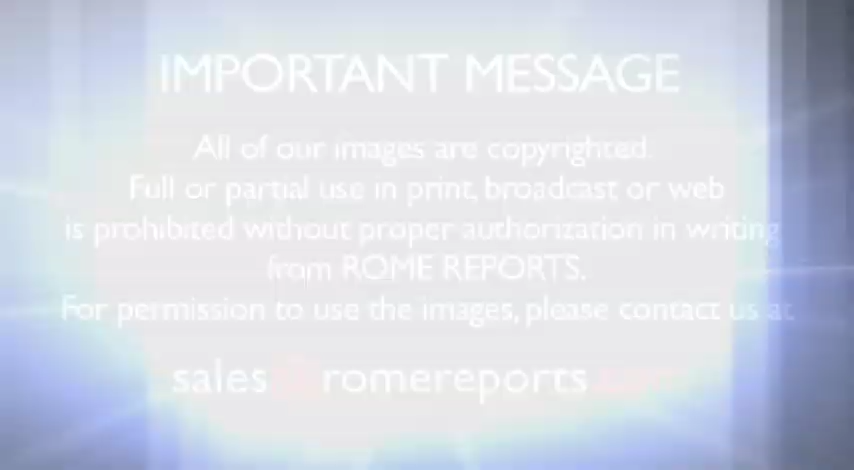 IMPORTANT MESSAGE
All of our images are copyrighted.
Full or partial use in print, broadcast or web
is prohibited without proper authorization in writing
from ROME REPORTS.
For permission to use the images, please contact us at
sales@romereports